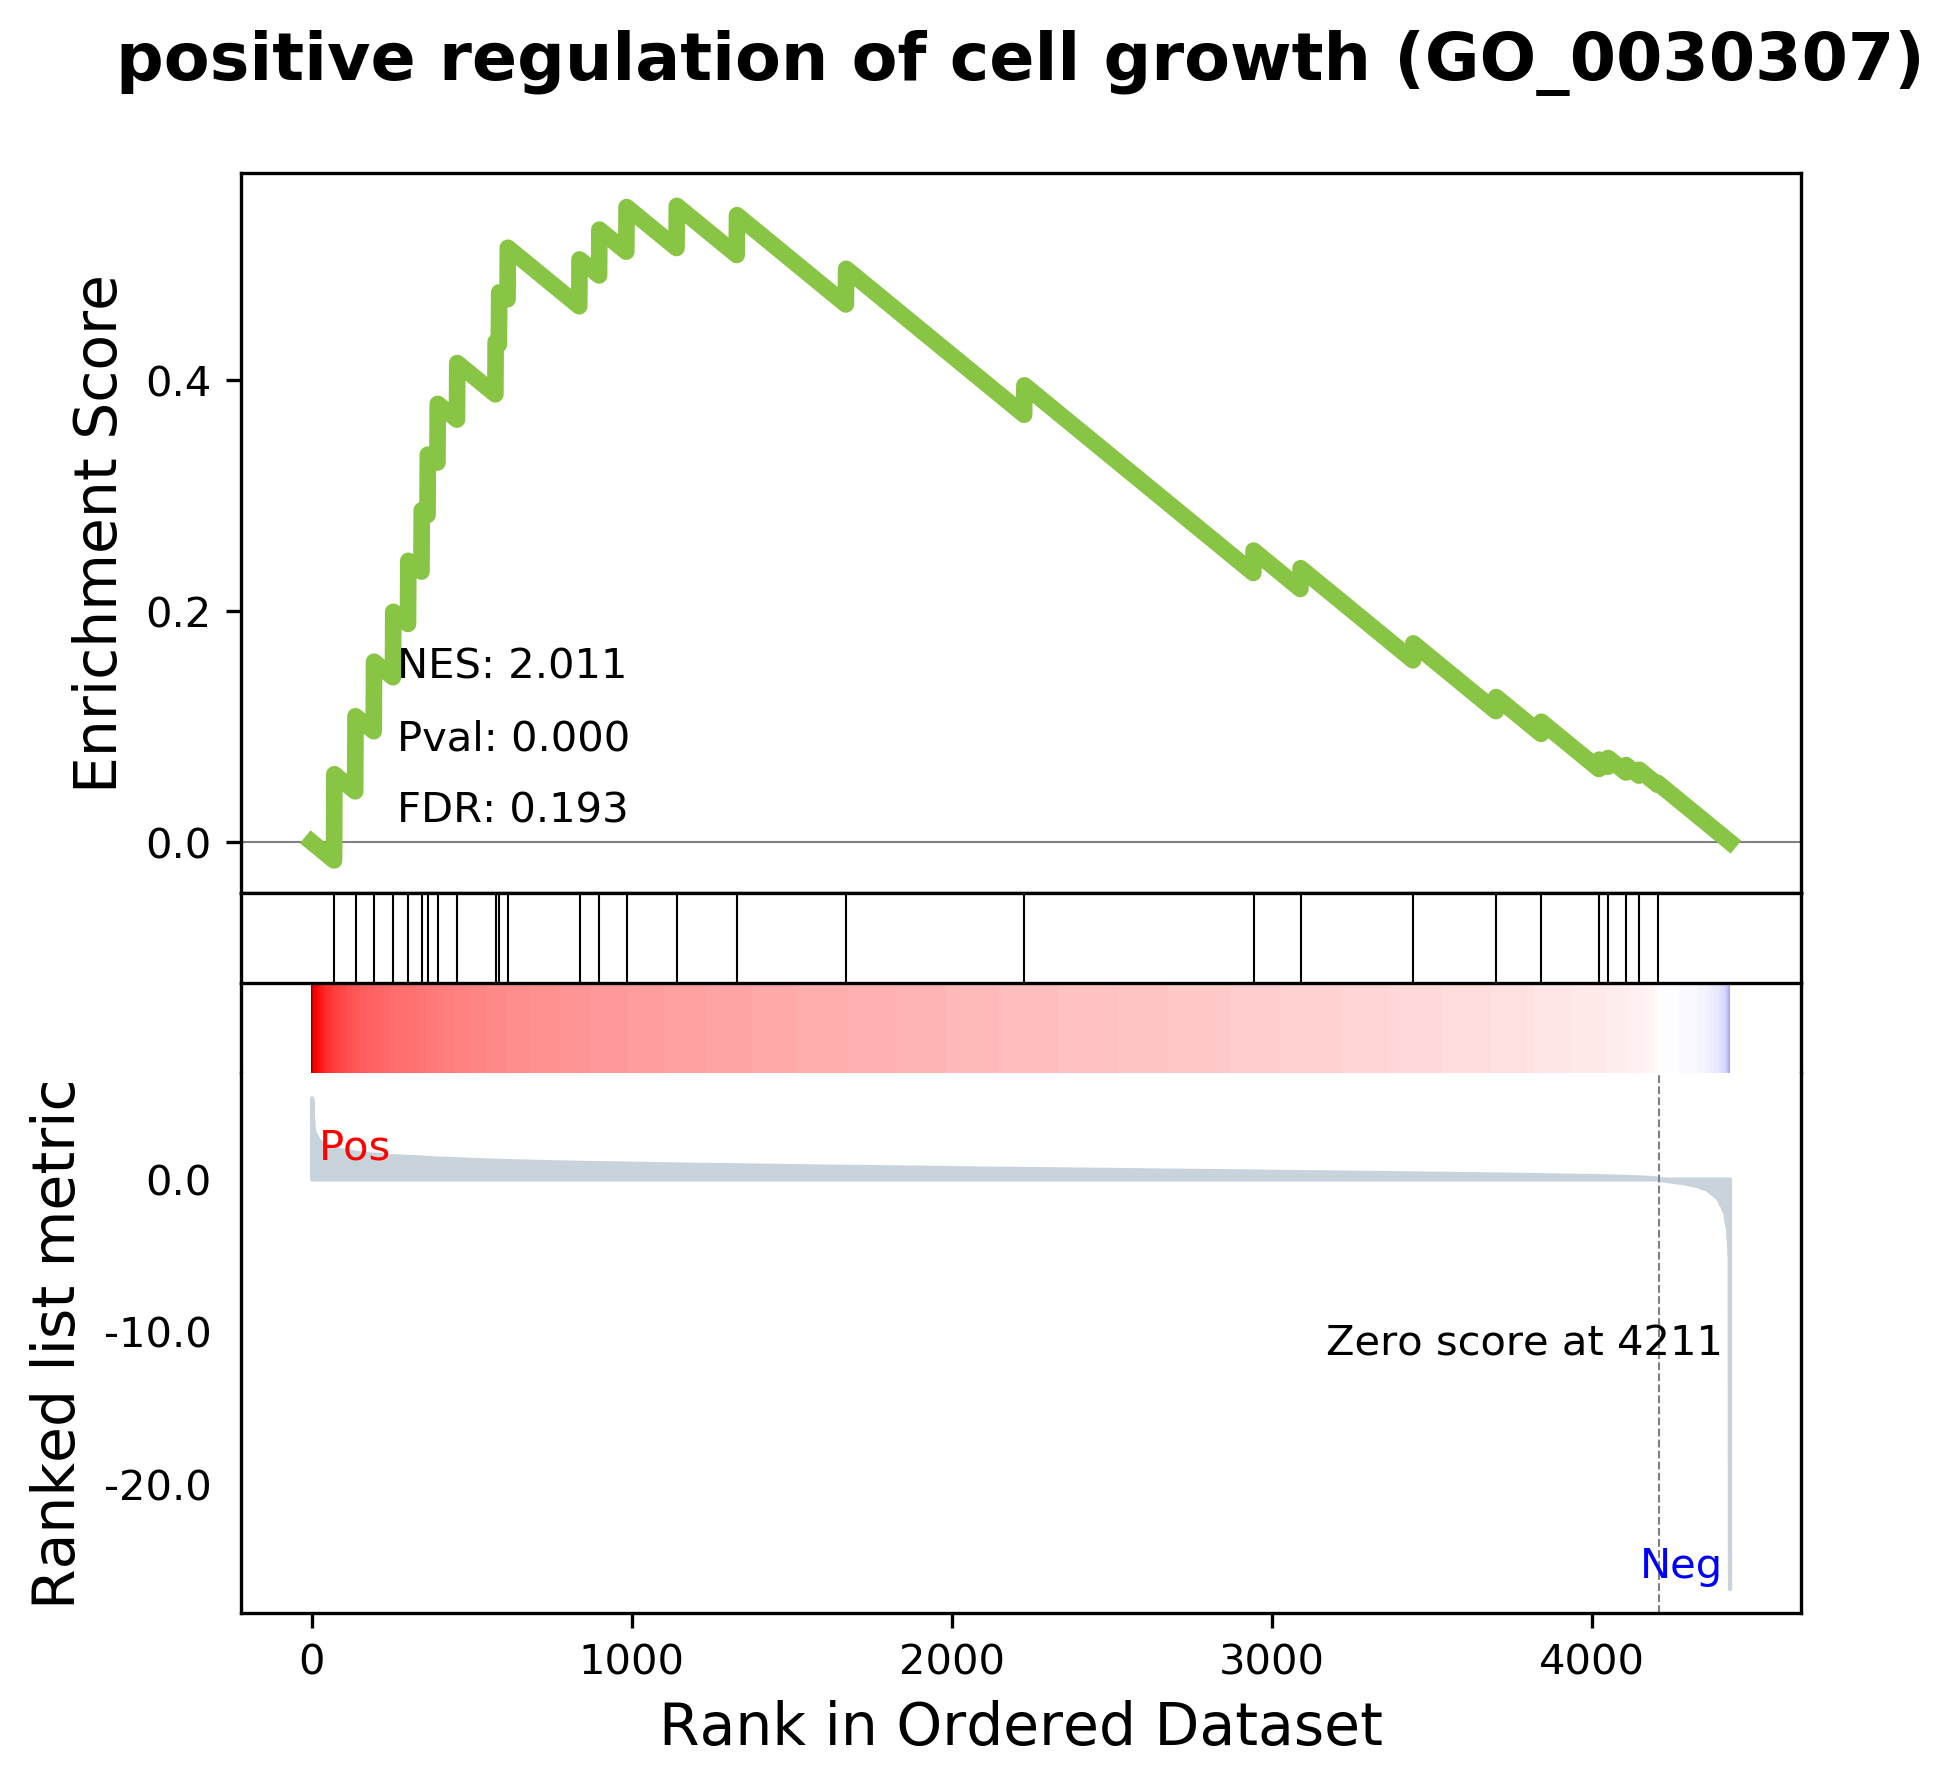 positive regulation of cell growth (GO_0030307)
Enrichment Score
0.4
0.2
0.0
NES: 2.011
Pval: 0.000
FDR: 0.193
Ranked list metric
0.0
-10.0
-20.0
Pos
Zero score at 4211
Neg
0 1000 2000 3000 4000
Rank in Ordered Dataset